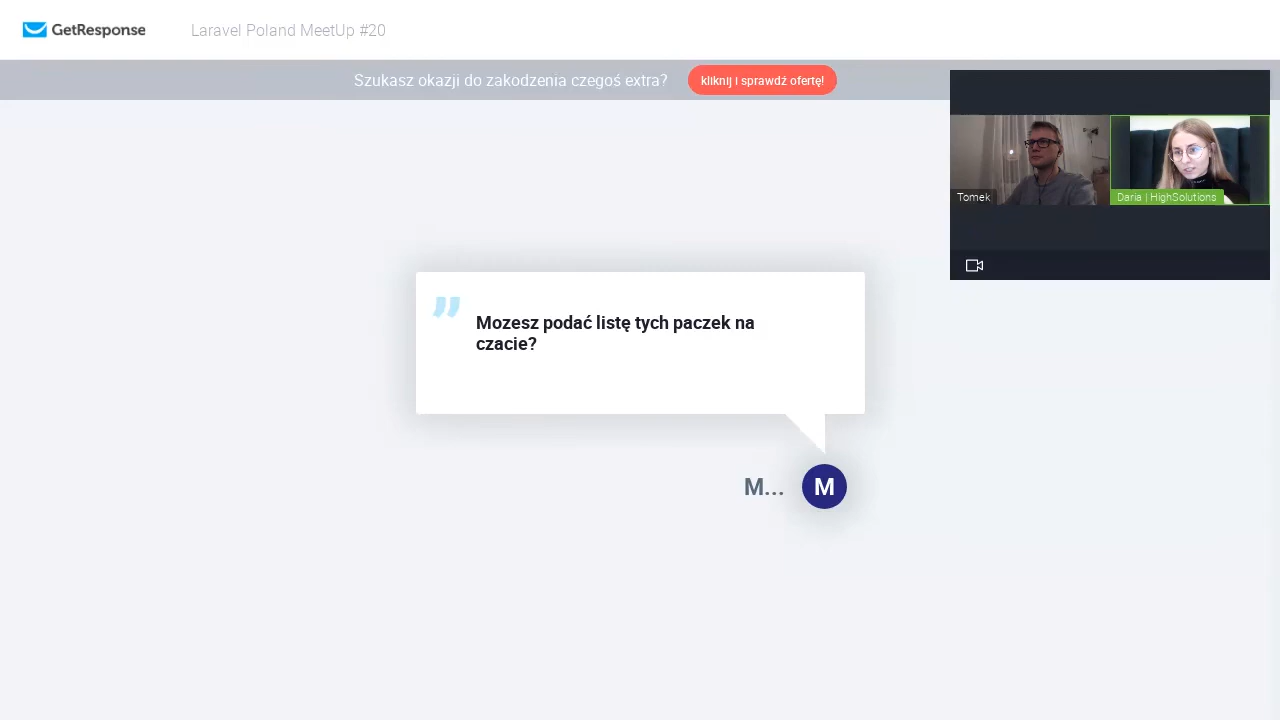 GetResponse
Laravel Poland MeetUp #20
Szukasz okazji do zakodzenia czegoś extra?
kliknij i sprawdź ofertę!
Tomek
Daria | HighSolutions
Mozesz podać listę tych paczek na
czacie?
M...
M